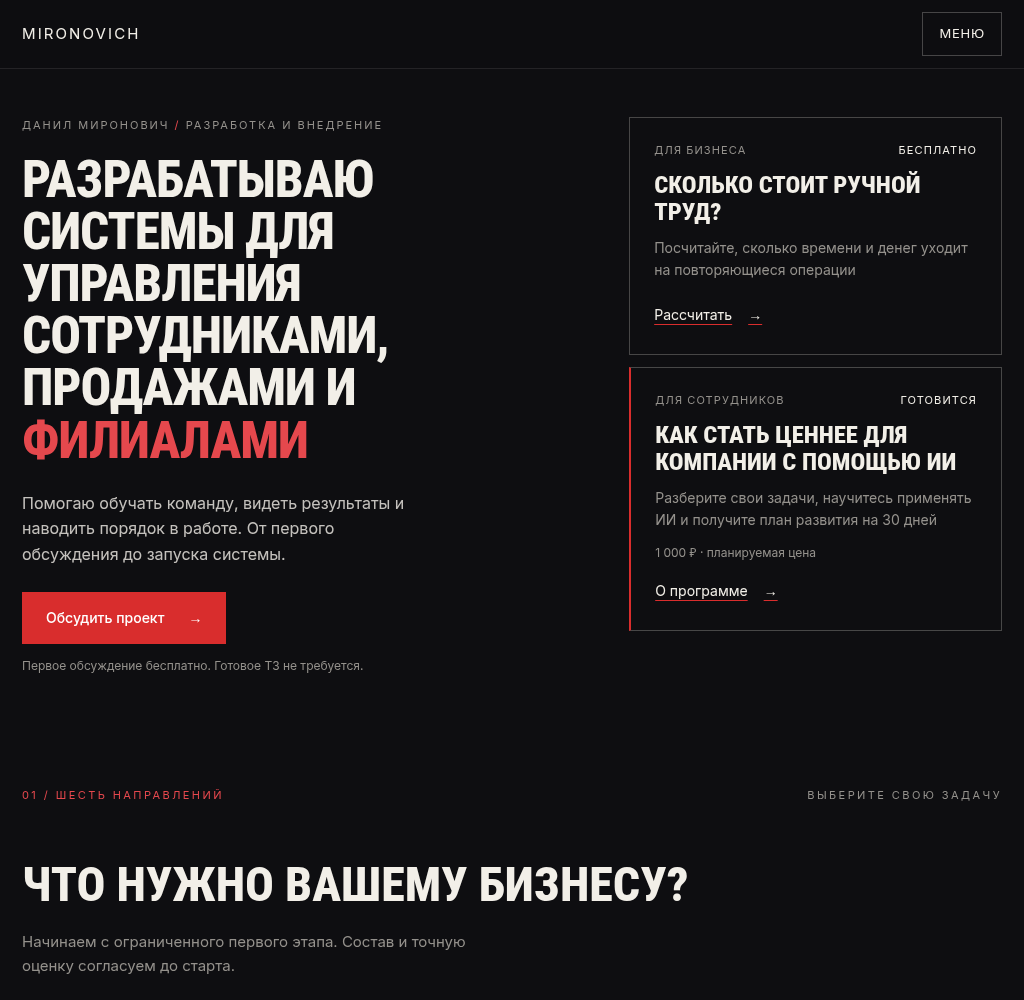 MIRONOVICH
МЕНЮ
ДАНИЛ МИРОНОВИЧ / РАЗРАБОТКА И ВНЕДРЕНИЕ
РАЗРАБАТЫВАЮ
СИСТЕМЫ ДЛЯ
УПРАВЛЕНИЯ
СОТРУДНИКАМИ,
ПРОДАЖАМИ И
ФИЛИАЛАМИ
Помогаю обучать команду, видеть результаты и
наводить порядок в работе. От первого
обсуждения до запуска системы.
Обсудить проект →
Первое обсуждение бесплатно. Готовое ТЗ не требуется.
ДЛЯ БИЗНЕСА
БЕСПЛАТНО
СКОЛЬКО СТОИТ РУЧНОЙ
ТРУД?
Посчитайте, сколько времени и денег уходит
на повторяющиеся операции
Рассчитать →
ДЛЯ СОТРУДНИКОВ
ГОТОВИТСЯ
КАК СТАТЬ ЦЕННЕЕ ДЛЯ
КОМПАНИИ С ПОМОЩЬЮ ИИ
Разберите свои задачи, научитесь применять
ИИ и получите план развития на 30 дней
1 000 ₽ · планируемая цена
О программе →
01 / ШЕСТЬ НАПРАВЛЕНИЙ
ВЫБЕРИТЕ СВОЮ ЗАДАЧУ
ЧТО НУЖНО ВАШЕМУ БИЗНЕСУ?
Начинаем с ограниченного первого этапа. Состав и точную
оценку согласуем до старта.